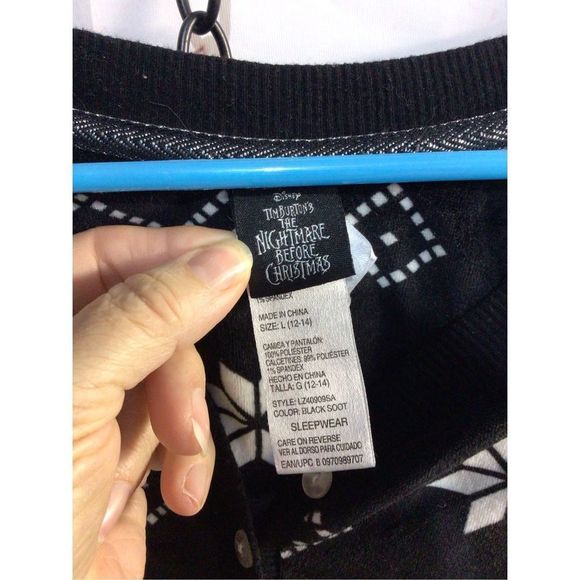 DISNEY
TIM BURTON'S
THE
NIGHTMARE
BEFORE
CHRISTMAS
1% SPANDEX
MADE IN CHINA
SIZE: L (12-14)
CAMISA Y PANTALÓN:
100% POLIÉSTER
CALCETINES: 99% POLIÉSTER
1% SPANDEX
HECHO EN CHINA
TALLA: G (12-14)
STYLE: LZ40909SA
COLOR: BLACK SOOT
SLEEPWEAR
CARE ON REVERSE
VER AL DORSO PARA CUIDADO
EAN/UPC B 0970989707